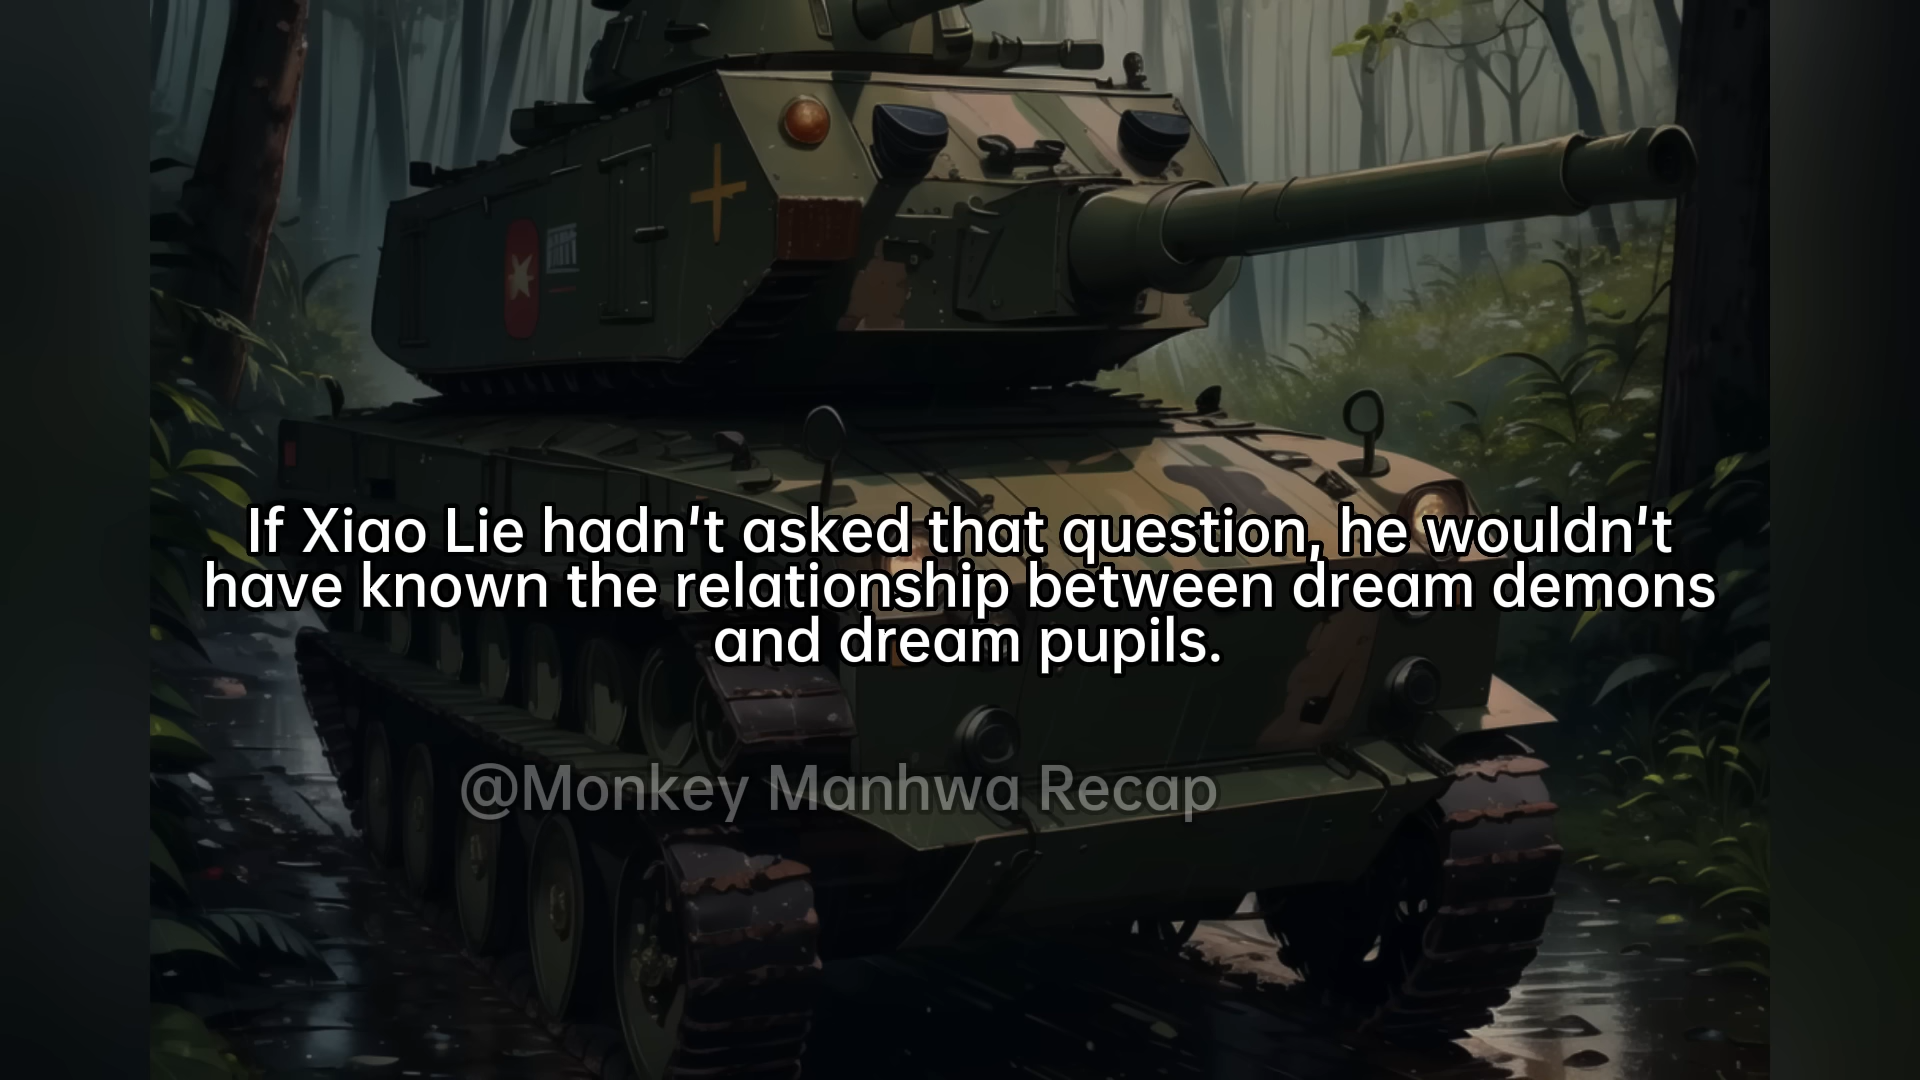 If Xiao Lie hadn't asked that question, he wouldn't
have known the relationship between dream demons
and dream pupils.
@Monkey Manhwa Recap